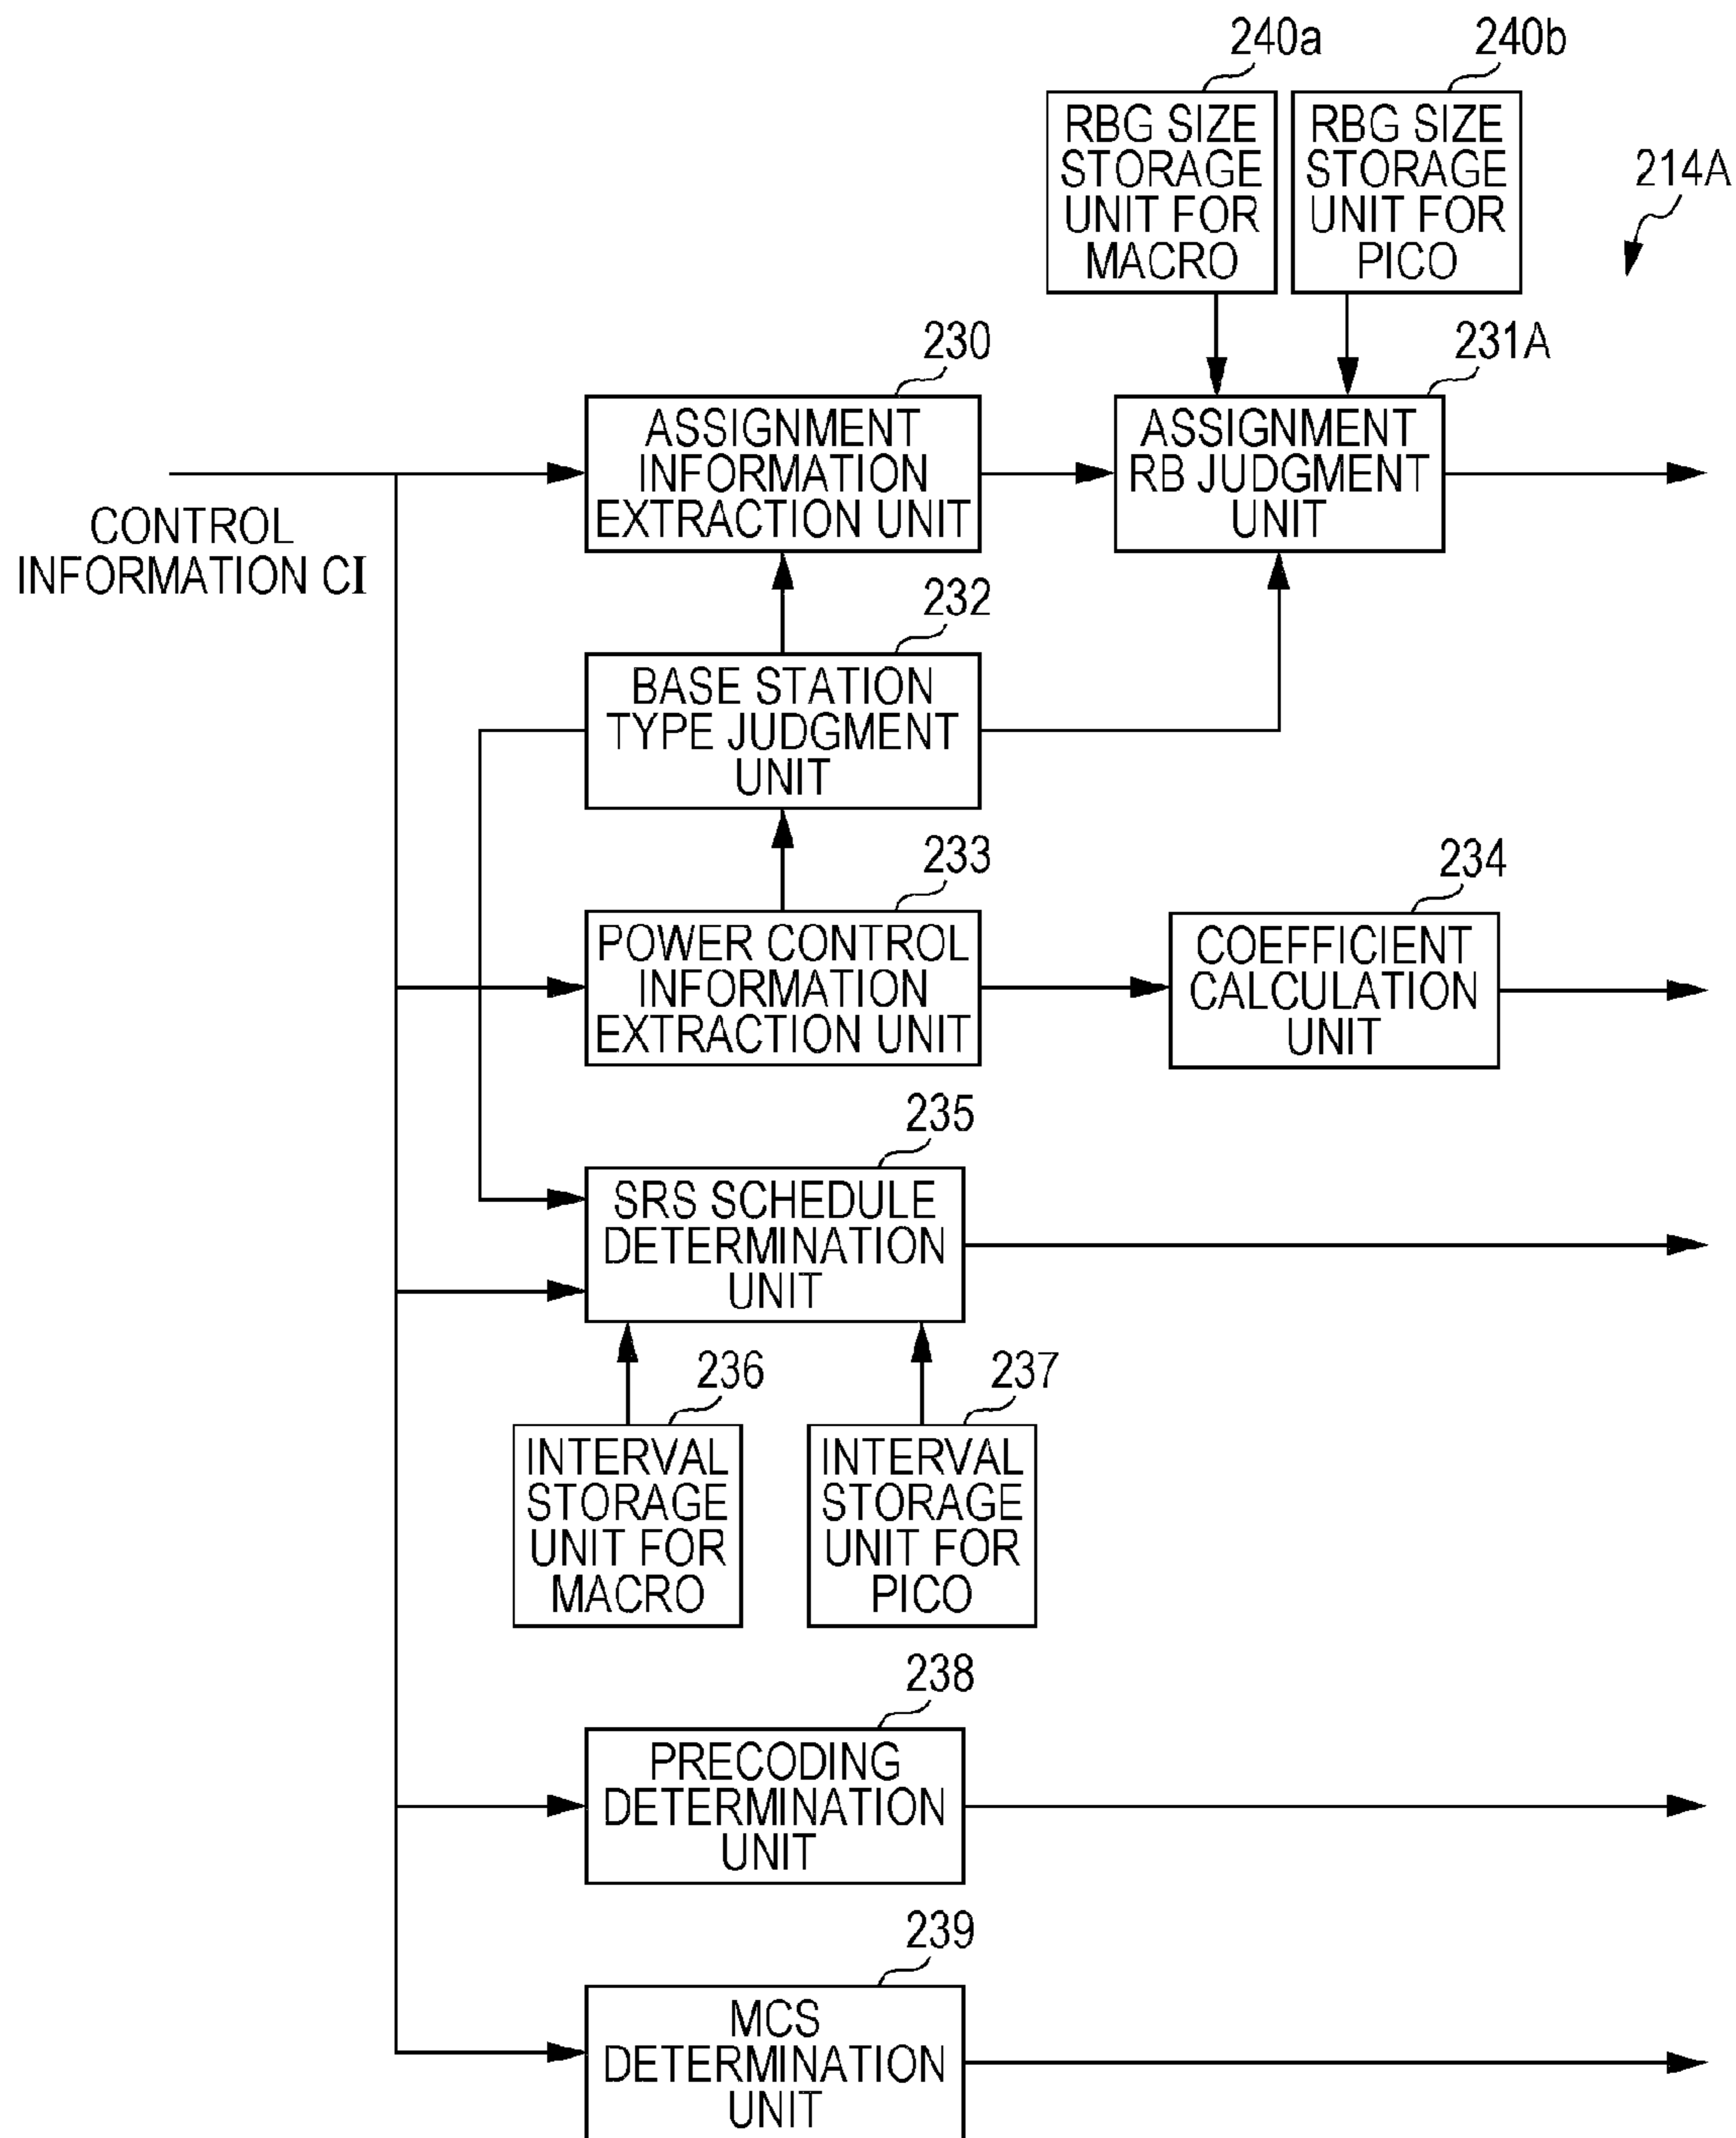 240a
240b
RBG SIZE
STORAGE
UNIT FOR
MACRO
RBG SIZE
STORAGE
UNIT FOR
PICO
214A
230
231A
ASSIGNMENT
INFORMATION
EXTRACTION UNIT
ASSIGNMENT
RB JUDGMENT
UNIT
CONTROL
INFORMATION CI
232
BASE STATION
TYPE JUDGMENT
UNIT
233
234
POWER CONTROL
INFORMATION
EXTRACTION UNIT
COEFFICIENT
CALCULATION
UNIT
235
SRS SCHEDULE
DETERMINATION
UNIT
236
237
INTERVAL
STORAGE
UNIT FOR
MACRO
INTERVAL
STORAGE
UNIT FOR
PICO
238
PRECODING
DETERMINATION
UNIT
239
MCS
DETERMINATION
UNIT